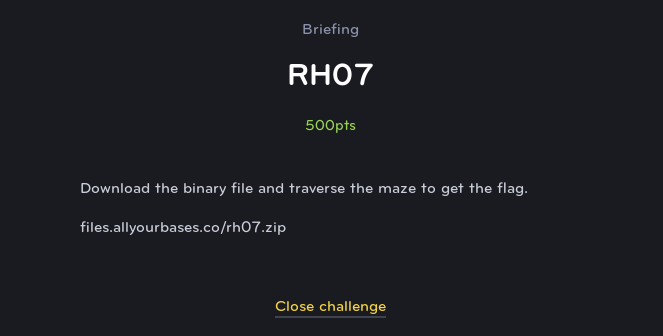 Briefing
RH07
500pts
Download the binary file and traverse the maze to get the flag.
files.allyourbases.co/rh07.zip
Close challenge